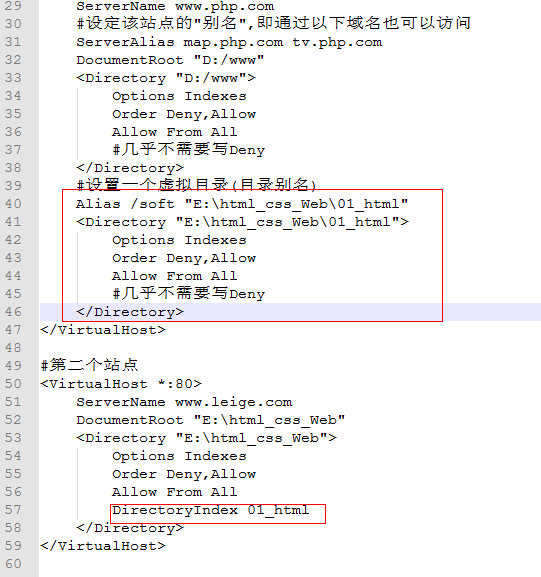 29 ServerName www.php.com
30 #设定该站点的"别名",即通过以下域名也可以访问
31 ServerAlias map.php.com tv.php.com
32 DocumentRoot "D:/www"
33 <Directory "D:/www">
34 Options Indexes
35 Order Deny,Allow
36 Allow From All
37 #几乎不需要写Deny
38 </Directory>
39 #设置一个虚拟目录(目录别名)
40 Alias /soft "E:\html_css_Web\01_html"
41 <Directory "E:\html_css_Web\01_html">
42 Options Indexes
43 Order Deny,Allow
44 Allow From All
45 #几乎不需要写Deny
46 </Directory>
47 </VirtualHost>
48
49 #第二个站点
50 <VirtualHost *:80>
51 ServerName www.leige.com
52 DocumentRoot "E:\html_css_Web"
53 <Directory "E:\html_css_Web">
54 Options Indexes
55 Order Deny,Allow
56 Allow From All
57 DirectoryIndex 01_html
58 </Directory>
59 </VirtualHost>
60